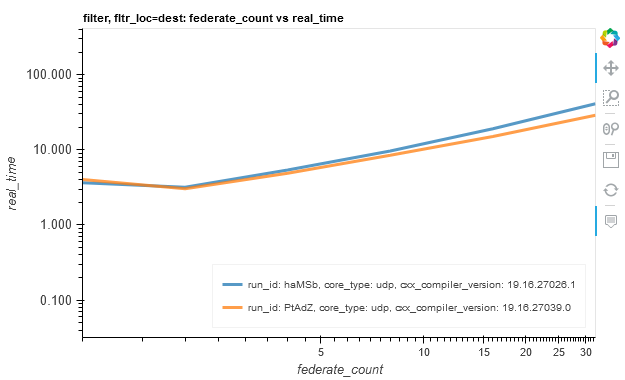 filter, fltr_loc=dest: federate_count vs real_time
100.000
10.000
1.000
0.100
real_time
run_id: haMSb, core_type: udp, cxx_compiler_version: 19.16.27026.1
run_id: PtAdZ, core_type: udp, cxx_compiler_version: 19.16.27039.0
5 10 15 20 25 30
federate_count